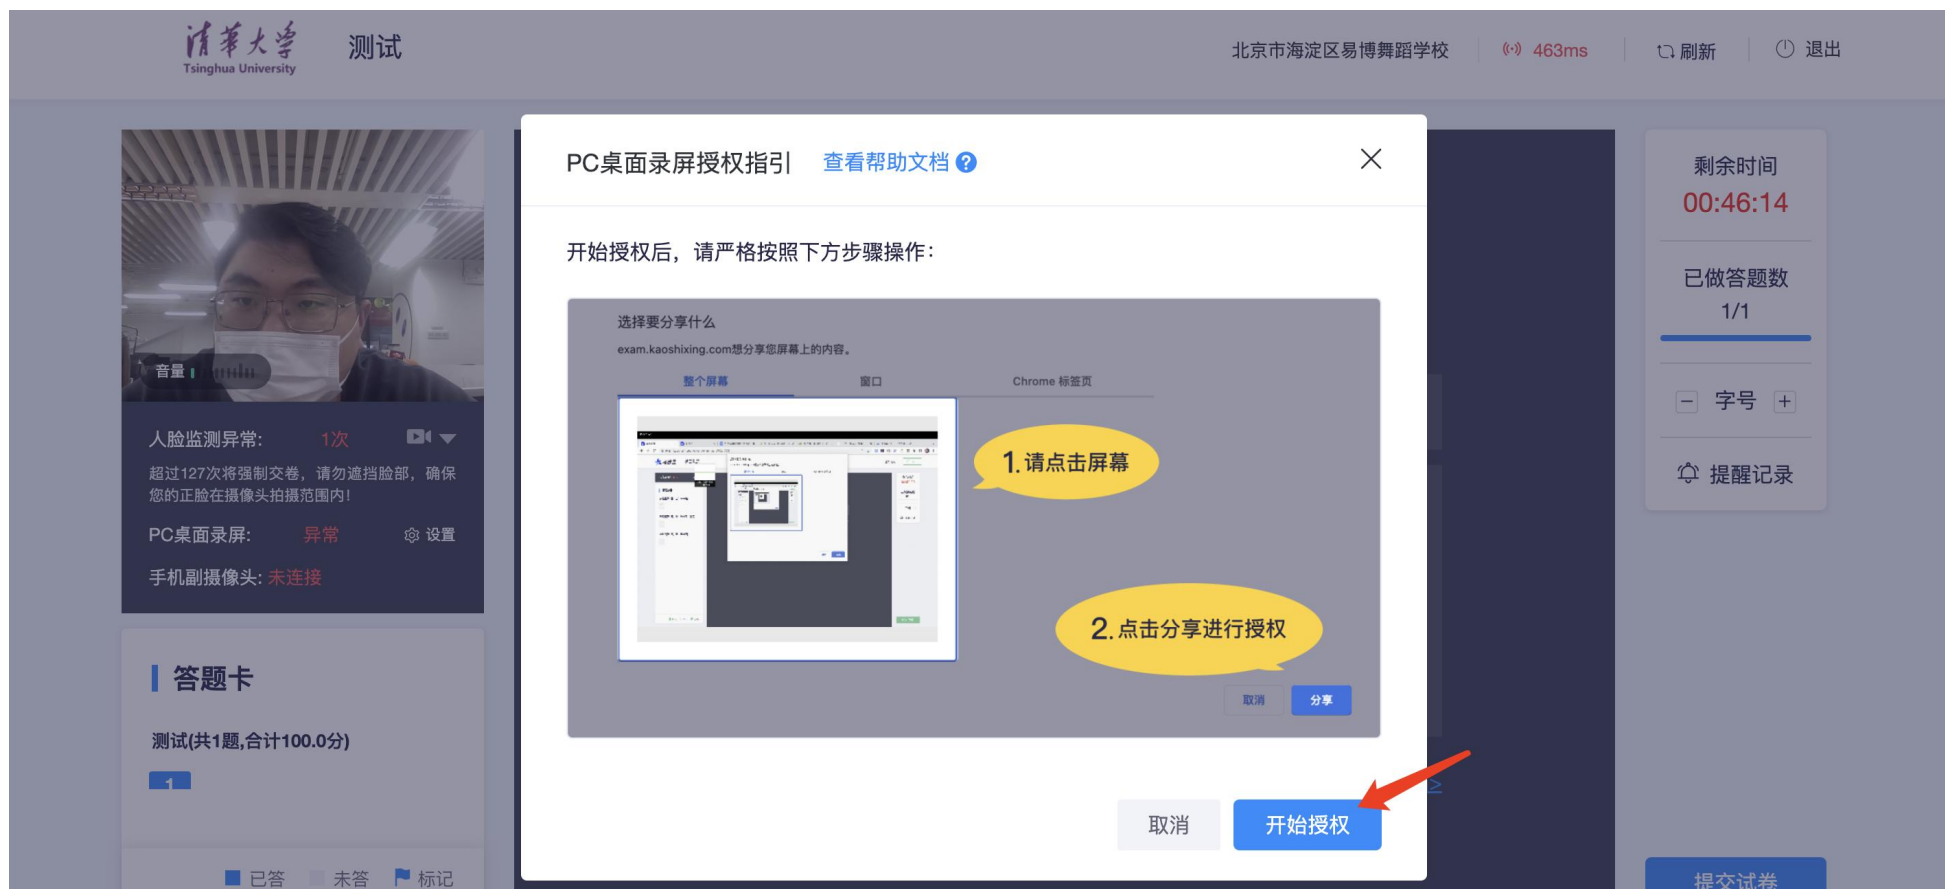 清华大学
Tsinghua University
测试
北京市海淀区易博舞蹈学校
463ms
刷新
退出
音量
人脸监测异常: 1次
超过127次将强制交卷，请勿遮挡脸部，确保
您的正脸在摄像头拍摄范围内！
PC桌面录屏: 异常 设置
手机副摄像头: 未连接
答题卡
测试(共1题,合计100.0分)
1
已答 未答 标记
PC桌面录屏授权指引 查看帮助文档 ?
开始授权后，请严格按照下方步骤操作：
选择要分享什么
exam.kaoshixing.com想分享您屏幕上的内容。
整个屏幕 窗口 Chrome 标签页
1.请点击屏幕
2.点击分享进行授权
取消 分享
取消 开始授权
剩余时间
00:46:14
已做答题数
1/1
字号
提醒记录
提交试卷